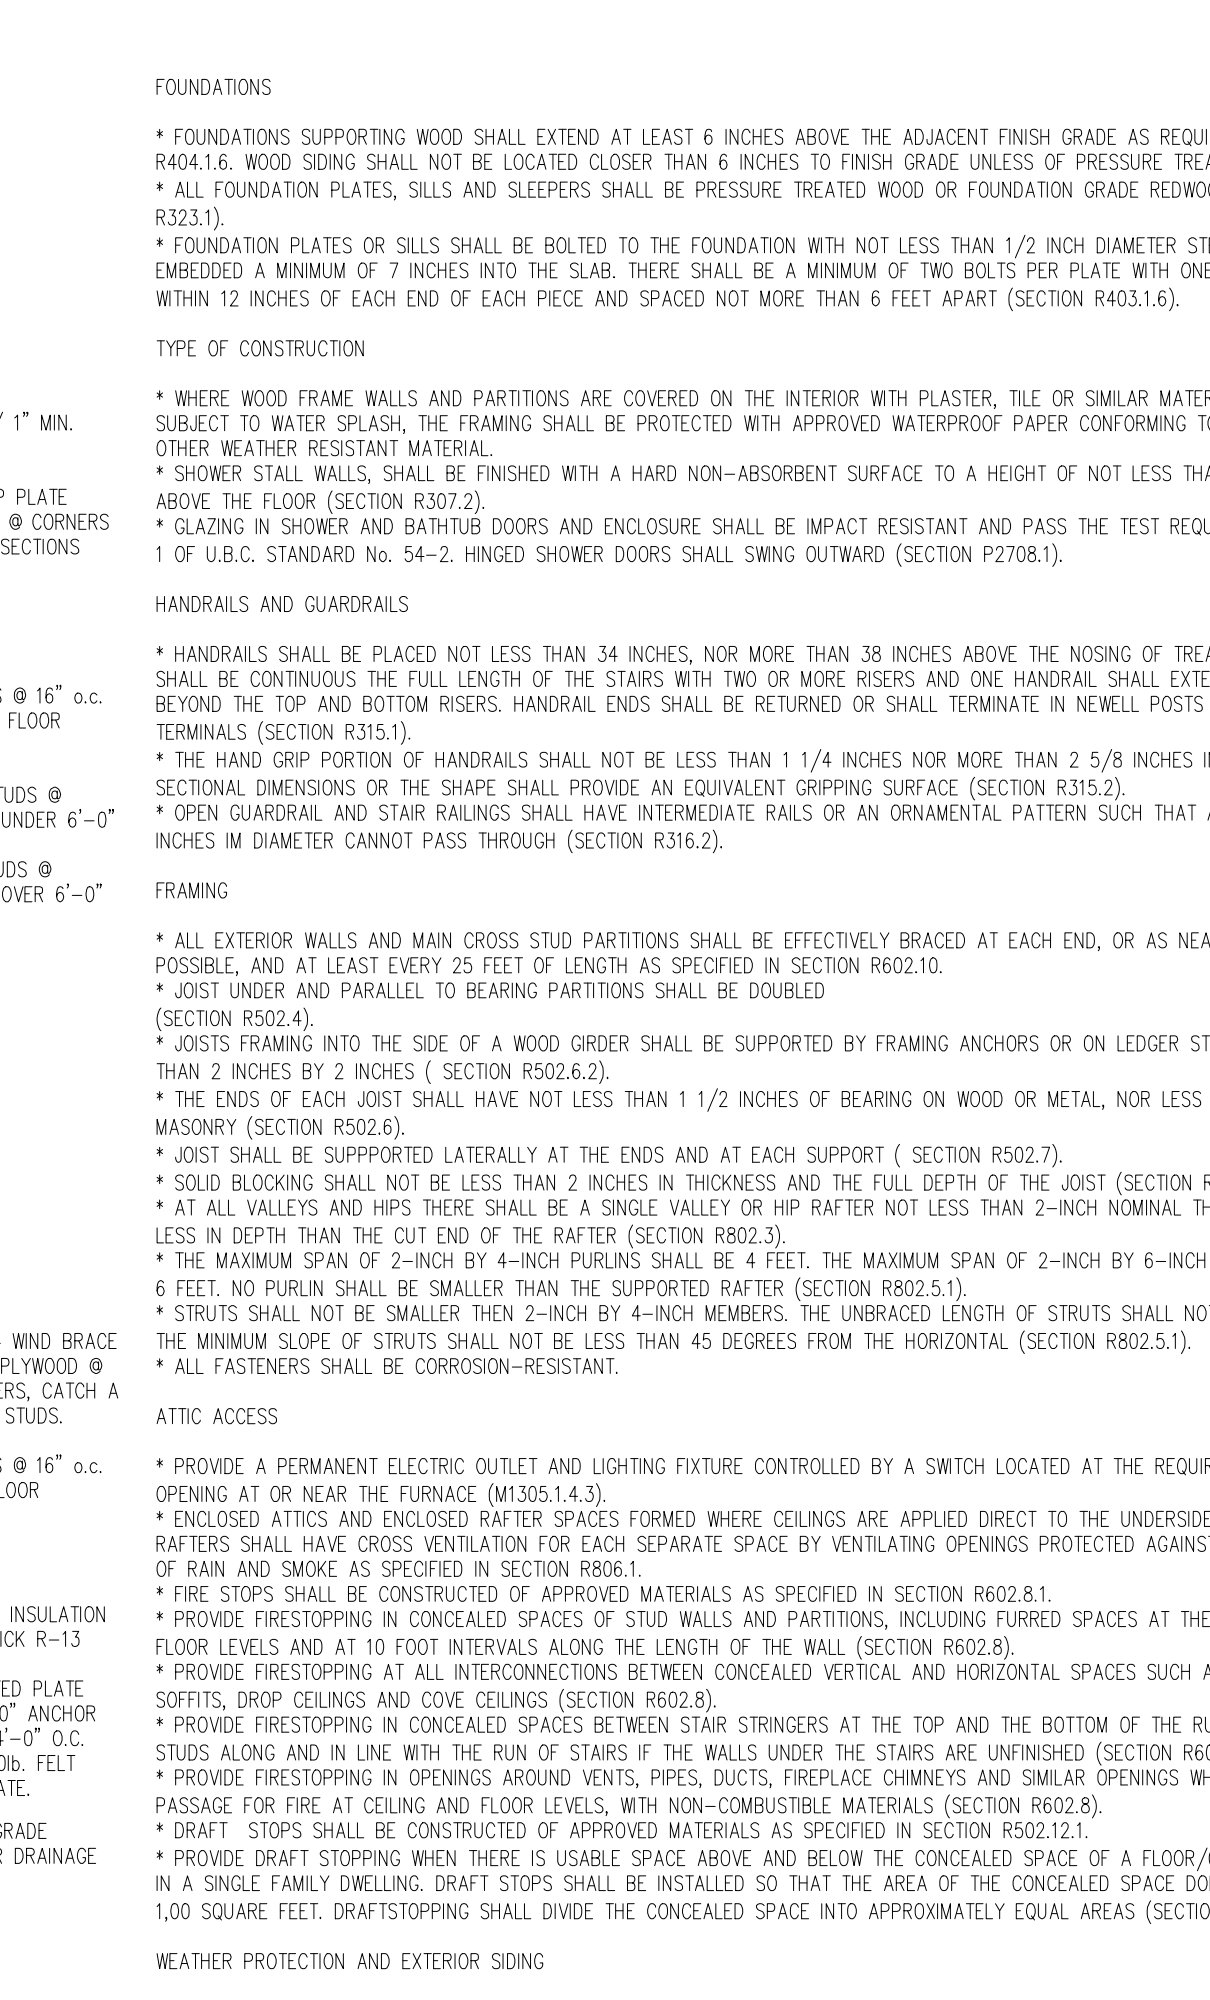 / 1" MIN.
PLATE
@ CORNERS
SECTIONS
@ 16" o.c.
FLOOR
@
UNDER 6'-0"
@
OVER 6'-0"
WIND BRACE
PLYWOOD @
CATCH A
STUDS.
@ 16" o.c.
INSULATION
R-13
PLATE
ANCHOR
O.C.
FELT
GRADE
DRAINAGE
FOUNDATIONS
* FOUNDATIONS SUPPORTING WOOD SHALL EXTEND AT LEAST 6 INCHES ABOVE THE ADJACENT FINISH GRADE AS
R404.1.6. WOOD SIDING SHALL NOT BE LOCATED CLOSER THAN 6 INCHES TO FINISH GRADE UNLESS OF PRESSURE
* ALL FOUNDATION PLATES, SILLS AND SLEEPERS SHALL BE PRESSURE TREATED WOOD OR FOUNDATION GRADE
R323.1).
* FOUNDATION PLATES OR SILLS SHALL BE BOLTED TO THE FOUNDATION WITH NOT LESS THAN 1/2 INCH DIAMETER
EMBEDDED A MINIMUM OF 7 INCHES INTO THE SLAB. THERE SHALL BE A MINIMUM OF TWO BOLTS PER PLATE WITH ONE
WITHIN 12 INCHES OF EACH END OF EACH PIECE AND SPACED NOT MORE THAN 6 FEET APART (SECTION R403.1.6).
TYPE OF CONSTRUCTION
* WHERE WOOD FRAME WALLS AND PARTITIONS ARE COVERED ON THE INTERIOR WITH PLASTER, TILE OR SIMILAR
SUBJECT TO WATER SPLASH, THE FRAMING SHALL BE PROTECTED WITH APPROVED WATERPROOF PAPER CONFORMING
OTHER WEATHER RESISTANT MATERIAL.
* SHOWER STALL WALLS, SHALL BE FINISHED WITH A HARD NON-ABSORBENT SURFACE TO A HEIGHT OF NOT LESS
ABOVE THE FLOOR (SECTION R307.2).
* GLAZING IN SHOWER AND BATHTUB DOORS AND ENCLOSURE SHALL BE IMPACT RESISTANT AND PASS THE TEST
1 OF U.B.C. STANDARD No. 54-2. HINGED SHOWER DOORS SHALL SWING OUTWARD (SECTION P2708.1).
HANDRAILS AND GUARDRAILS
* HANDRAILS SHALL BE PLACED NOT LESS THAN 34 INCHES, NOR MORE THAN 38 INCHES ABOVE THE NOSING OF
SHALL BE CONTINUOUS THE FULL LENGTH OF THE STAIRS WITH TWO OR MORE RISERS AND ONE HANDRAIL SHALL
BEYOND THE TOP AND BOTTOM RISERS. HANDRAIL ENDS SHALL BE RETURNED OR SHALL TERMINATE IN NEWELL POSTS
TERMINALS (SECTION R315.1).
* THE HAND GRIP PORTION OF HANDRAILS SHALL NOT BE LESS THAN 1 1/4 INCHES NOR MORE THAN 2 5/8 INCHES
SECTIONAL DIMENSIONS OR THE SHAPE SHALL PROVIDE AN EQUIVALENT GRIPPING SURFACE (SECTION R315.2).
* OPEN GUARDRAIL AND STAIR RAILINGS SHALL HAVE INTERMEDIATE RAILS OR AN ORNAMENTAL PATTERN SUCH THAT
INCHES IM DIAMETER CANNOT PASS THROUGH (SECTION R316.2).
FRAMING
* ALL EXTERIOR WALLS AND MAIN CROSS STUD PARTITIONS SHALL BE EFFECTIVELY BRACED AT EACH END, OR AS
POSSIBLE, AND AT LEAST EVERY 25 FEET OF LENGTH AS SPECIFIED IN SECTION R602.10.
* JOIST UNDER AND PARALLEL TO BEARING PARTITIONS SHALL BE DOUBLED
(SECTION R502.4).
* JOISTS FRAMING INTO THE SIDE OF A WOOD GIRDER SHALL BE SUPPORTED BY FRAMING ANCHORS OR ON LEDGER
THAN 2 INCHES BY 2 INCHES ( SECTION R502.6.2).
* THE ENDS OF EACH JOIST SHALL HAVE NOT LESS THAN 1 1/2 INCHES OF BEARING ON WOOD OR METAL, NOR LESS
MASONRY (SECTION R502.6).
* JOIST SHALL BE SUPPPORTED LATERALLY AT THE ENDS AND AT EACH SUPPORT ( SECTION R502.7).
* SOLID BLOCKING SHALL NOT BE LESS THAN 2 INCHES IN THICKNESS AND THE FULL DEPTH OF THE JOIST (SECTION
* AT ALL VALLEYS AND HIPS THERE SHALL BE A SINGLE VALLEY OR HIP RAFTER NOT LESS THAN 2-INCH NOMINAL
LESS IN DEPTH THAN THE CUT END OF THE RAFTER (SECTION R802.3).
* THE MAXIMUM SPAN OF 2-INCH BY 4-INCH PURLINS SHALL BE 4 FEET. THE MAXIMUM SPAN OF 2-INCH BY 6-INCH
6 FEET. NO PURLIN SHALL BE SMALLER THAN THE SUPPORTED RAFTER (SECTION R802.5.1).
* STRUTS SHALL NOT BE SMALLER THEN 2-INCH BY 4-INCH MEMBERS. THE UNBRACED LENGTH OF STRUTS SHALL
THE MINIMUM SLOPE OF STRUTS SHALL NOT BE LESS THAN 45 DEGREES FROM THE HORIZONTAL (SECTION R802.5.1).
* ALL FASTENERS SHALL BE CORROSION-RESISTANT.
ATTIC ACCESS
* PROVIDE A PERMANENT ELECTRIC OUTLET AND LIGHTING FIXTURE CONTROLLED BY A SWITCH LOCATED AT THE
OPENING AT OR NEAR THE FURNACE (M1305.1.4.3).
* ENCLOSED ATTICS AND ENCLOSED RAFTER SPACES FORMED WHERE CEILINGS ARE APPLIED DIRECT TO THE UNDERSIDE
RAFTERS SHALL HAVE CROSS VENTILATION FOR EACH SEPARATE SPACE BY VENTILATING OPENINGS PROTECTED
OF RAIN AND SMOKE AS SPECIFIED IN SECTION R806.1.
* FIRE STOPS SHALL BE CONSTRUCTED OF APPROVED MATERIALS AS SPECIFIED IN SECTION R602.8.1.
* PROVIDE FIRESTOPPING IN CONCEALED SPACES OF STUD WALLS AND PARTITIONS, INCLUDING FURRED SPACES AT THE
FLOOR LEVELS AND AT 10 FOOT INTERVALS ALONG THE LENGTH OF THE WALL (SECTION R602.8).
* PROVIDE FIRESTOPPING AT ALL INTERCONNECTIONS BETWEEN CONCEALED VERTICAL AND HORIZONTAL SPACES SUCH
SOFFITS, DROP CEILINGS AND COVE CEILINGS (SECTION R602.8).
* PROVIDE FIRESTOPPING IN CONCEALED SPACES BETWEEN STAIR STRINGERS AT THE TOP AND THE BOTTOM OF THE
STUDS ALONG AND IN LINE WITH THE RUN OF STAIRS IF THE WALLS UNDER THE STAIRS ARE UNFINISHED (SECTION
* PROVIDE FIRESTOPPING IN OPENINGS AROUND VENTS, PIPES, DUCTS, FIREPLACE CHIMNEYS AND SIMILAR OPENINGS
PASSAGE FOR FIRE AT CEILING AND FLOOR LEVELS, WITH NON-COMBUSTIBLE MATERIALS (SECTION R602.8).
* DRAFT STOPS SHALL BE CONSTRUCTED OF APPROVED MATERIALS AS SPECIFIED IN SECTION R502.12.1.
* PROVIDE DRAFT STOPPING WHEN THERE IS USABLE SPACE ABOVE AND BELOW THE CONCEALED SPACE OF A
IN A SINGLE FAMILY DWELLING. DRAFT STOPS SHALL BE INSTALLED SO THAT THE AREA OF THE CONCEALED SPACE
1,00 SQUARE FEET. DRAFTSTOPPING SHALL DIVIDE THE CONCEALED SPACE INTO APPROXIMATELY EQUAL AREAS
WEATHER PROTECTION AND EXTERIOR SIDING